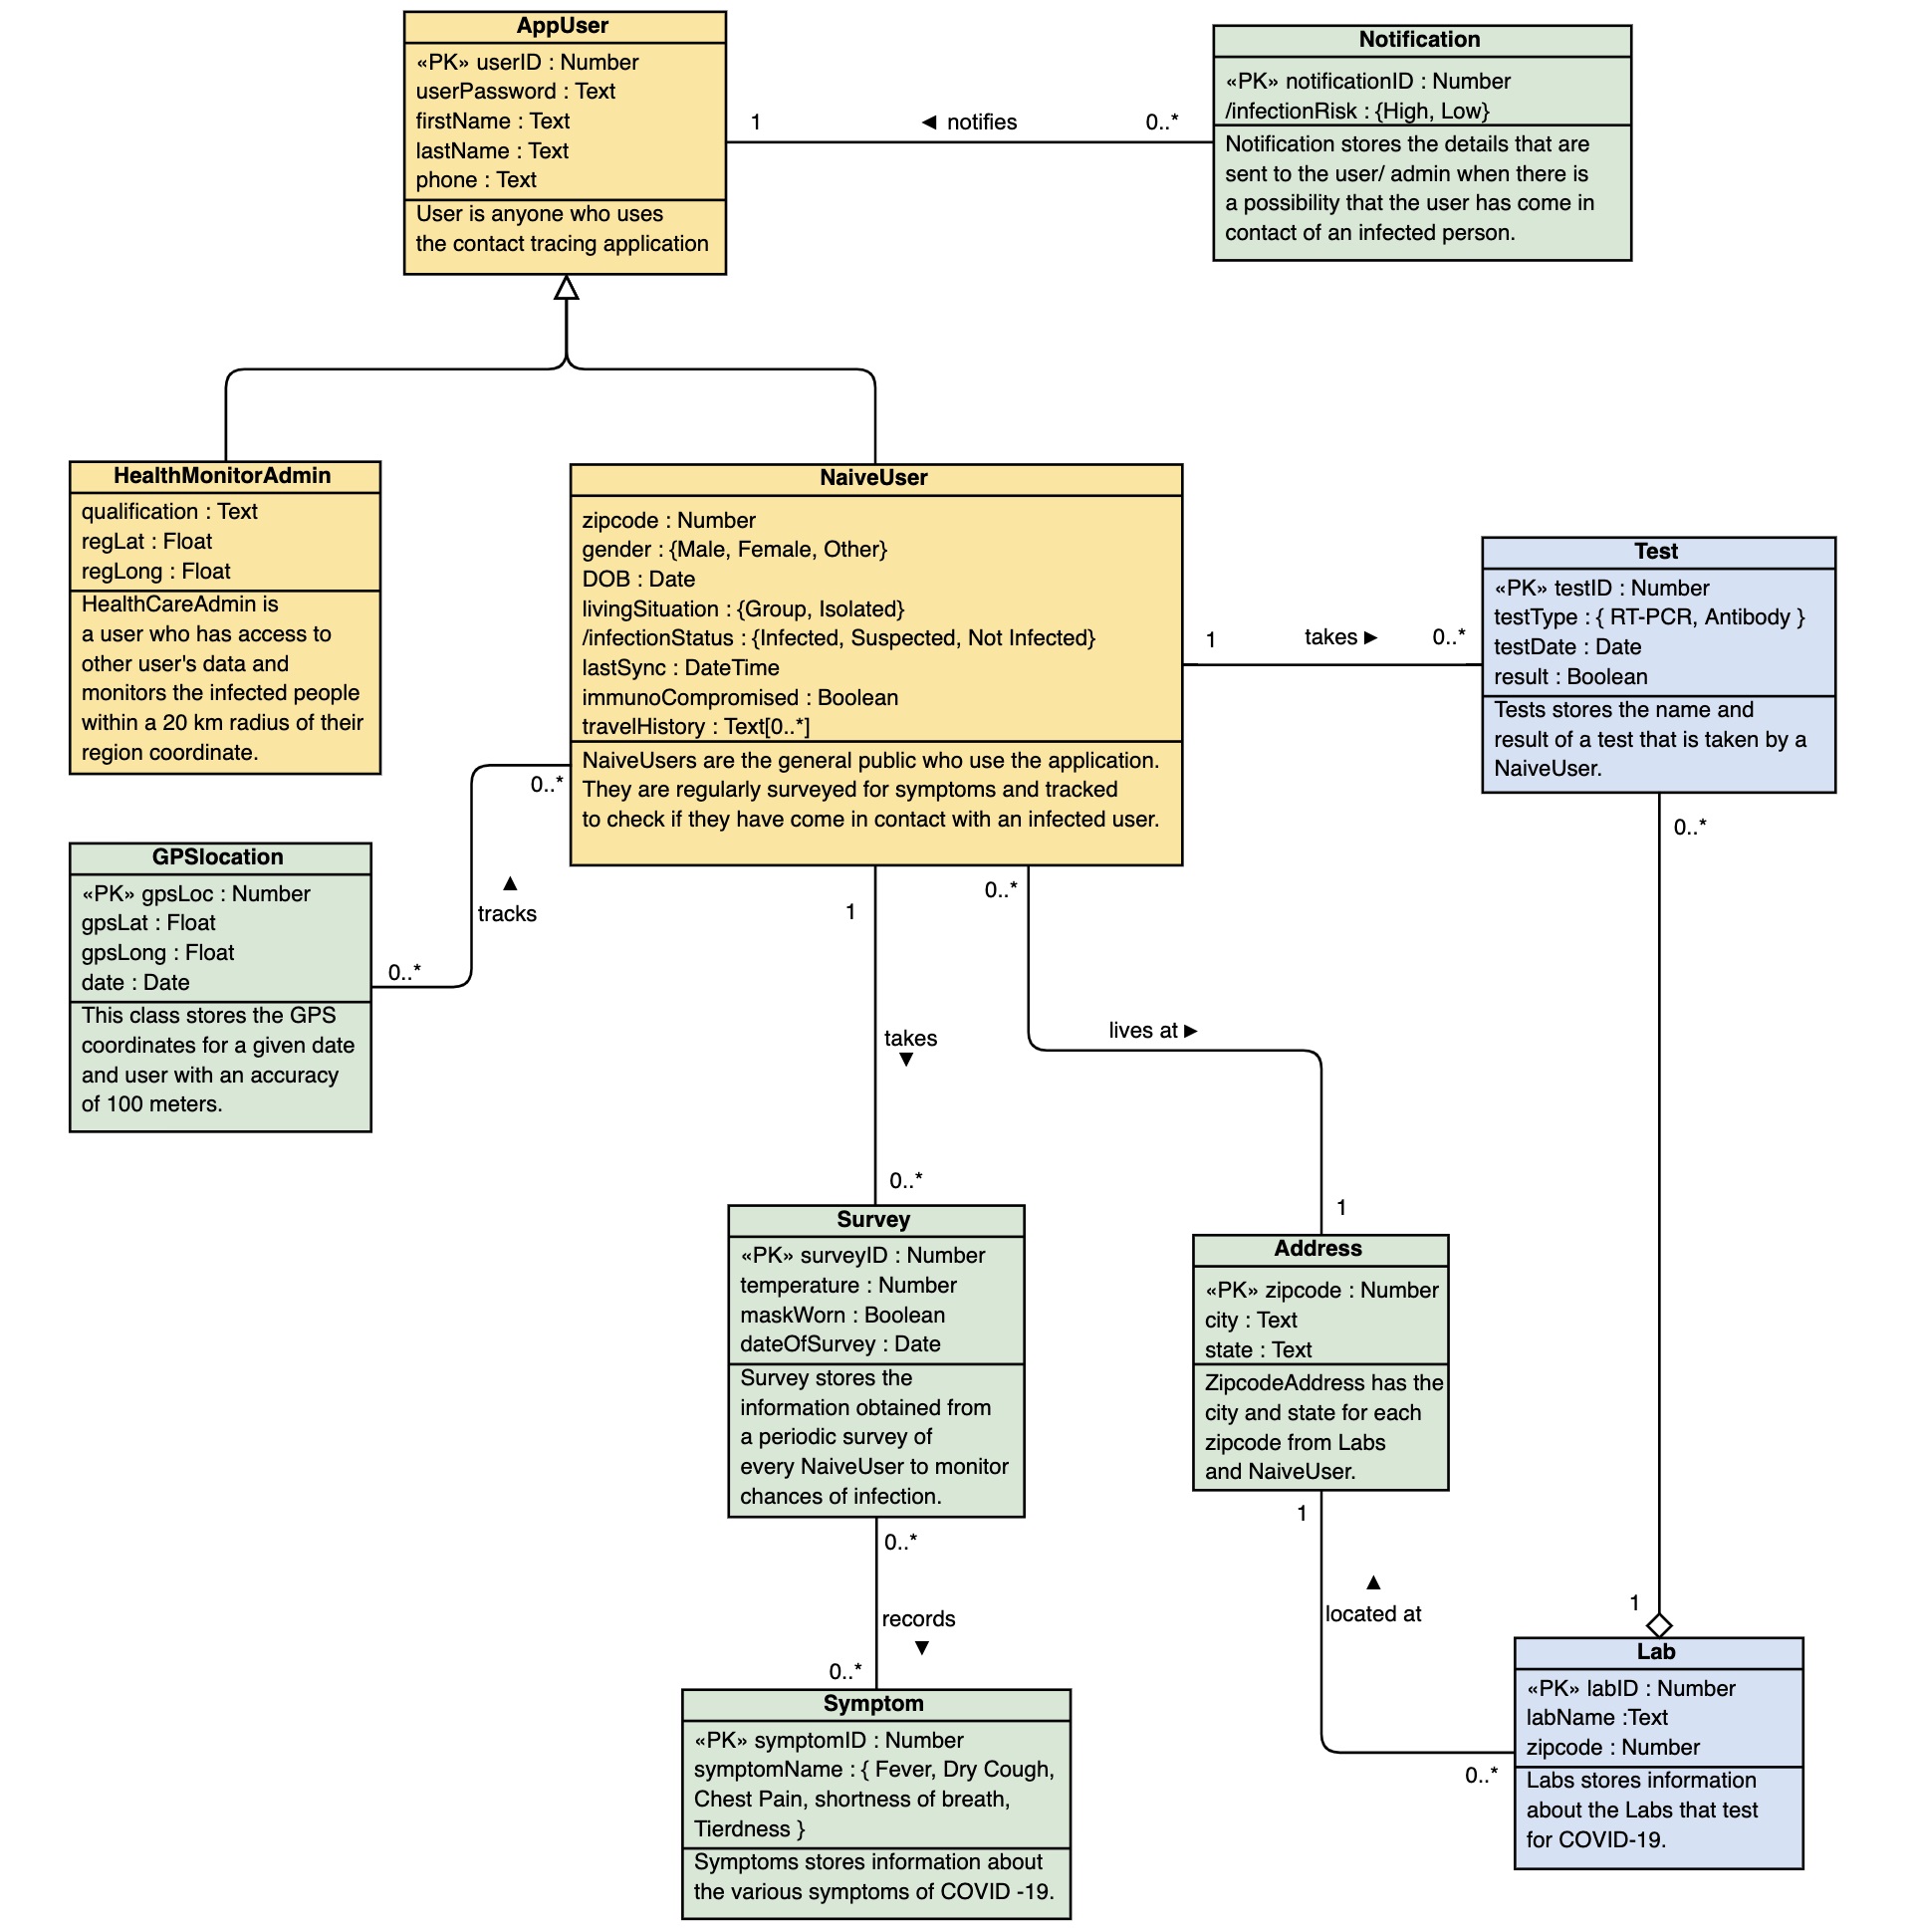 AppUser
«PK» userID : Number
userPassword : Text
firstName : Text
lastName : Text
phone : Text
User is anyone who uses
the contact tracing application
1
◄ notifies
0..*
Notification
«PK» notificationID : Number
/infectionRisk : {High, Low}
Notification stores the details that are
sent to the user/ admin when there is
a possibility that the user has come in
contact of an infected person.
HealthMonitorAdmin
qualification : Text
regLat : Float
regLong : Float
HealthCareAdmin is
a user who has access to
other user's data and
monitors the infected people
within a 20 km radius of their
region coordinate.
NaiveUser
zipcode : Number
gender : {Male, Female, Other}
DOB : Date
livingSituation : {Group, Isolated}
/infectionStatus : {Infected, Suspected, Not Infected}
lastSync : DateTime
immunoCompromised : Boolean
travelHistory : Text[0..*]
NaiveUsers are the general public who use the application.
They are regularly surveyed for symptoms and tracked
to check if they have come in contact with an infected user.
1
takes ►
0..*
Test
«PK» testID : Number
testType : { RT-PCR, Antibody }
testDate : Date
result : Boolean
Tests stores the name and
result of a test that is taken by a
NaiveUser.
0..*
▲
tracks
0..*
GPSlocation
«PK» gpsLoc : Number
gpsLat : Float
gpsLong : Float
date : Date
This class stores the GPS
coordinates for a given date
and user with an accuracy
of 100 meters.
1
takes
▼
0..*
0..*
lives at ►
1
0..*
Survey
«PK» surveyID : Number
temperature : Number
maskWorn : Boolean
dateOfSurvey : Date
Survey stores the
information obtained from
a periodic survey of
every NaiveUser to monitor
chances of infection.
Address
«PK» zipcode : Number
city : Text
state : Text
ZipcodeAddress has the
city and state for each
zipcode from Labs
and NaiveUser.
0..*
records
▼
0..*
1
▲
located at
0..*
1
Symptom
«PK» symptomID : Number
symptomName : { Fever, Dry Cough,
Chest Pain, shortness of breath,
Tierdness }
Symptoms stores information about
the various symptoms of COVID -19.
Lab
«PK» labID : Number
labName :Text
zipcode : Number
Labs stores information
about the Labs that test
for COVID-19.